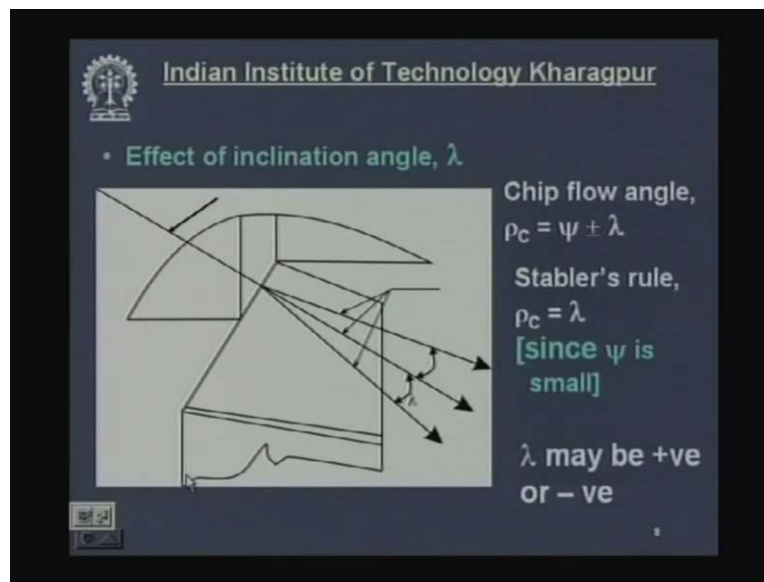 Indian Institute of Technology Kharagpur
• Effect of inclination angle, λ
Chip flow angle,
ρc = ψ ± λ
Stabler's rule,
ρc = λ
[since ψ is
small]
λ may be +ve
or – ve
λ